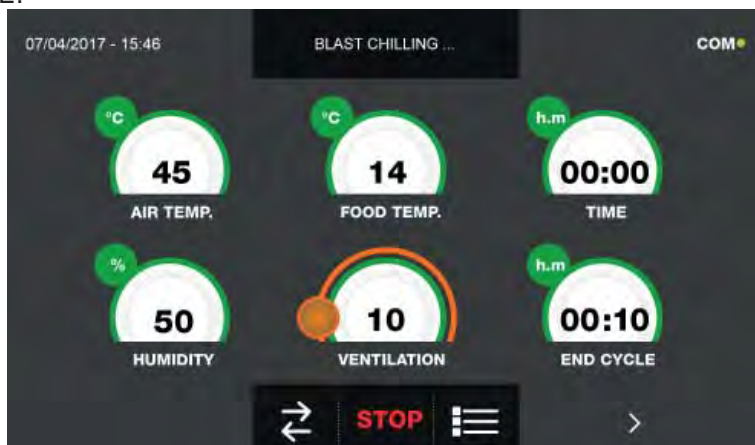 07/04/2017 - 15:46
BLAST CHILLING ...
COM
°C
45
AIR TEMP.
°C
14
FOOD TEMP.
h.m
00:00
TIME
%
50
HUMIDITY
10
VENTILATION
h.m
00:10
END CYCLE
STOP
>